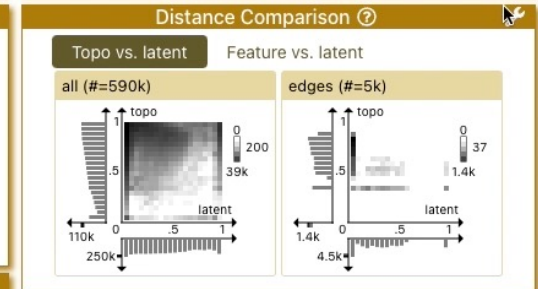 Distance Comparison ?
Topo vs. latent Feature vs. latent
all (#=590k)
topo
1
.5
0
200
39k
latent
110k
0 .5 1
250k
edges (#=5k)
topo
1
.5
0
37
1.4k
latent
1.4k
0 .5 1
4.5k